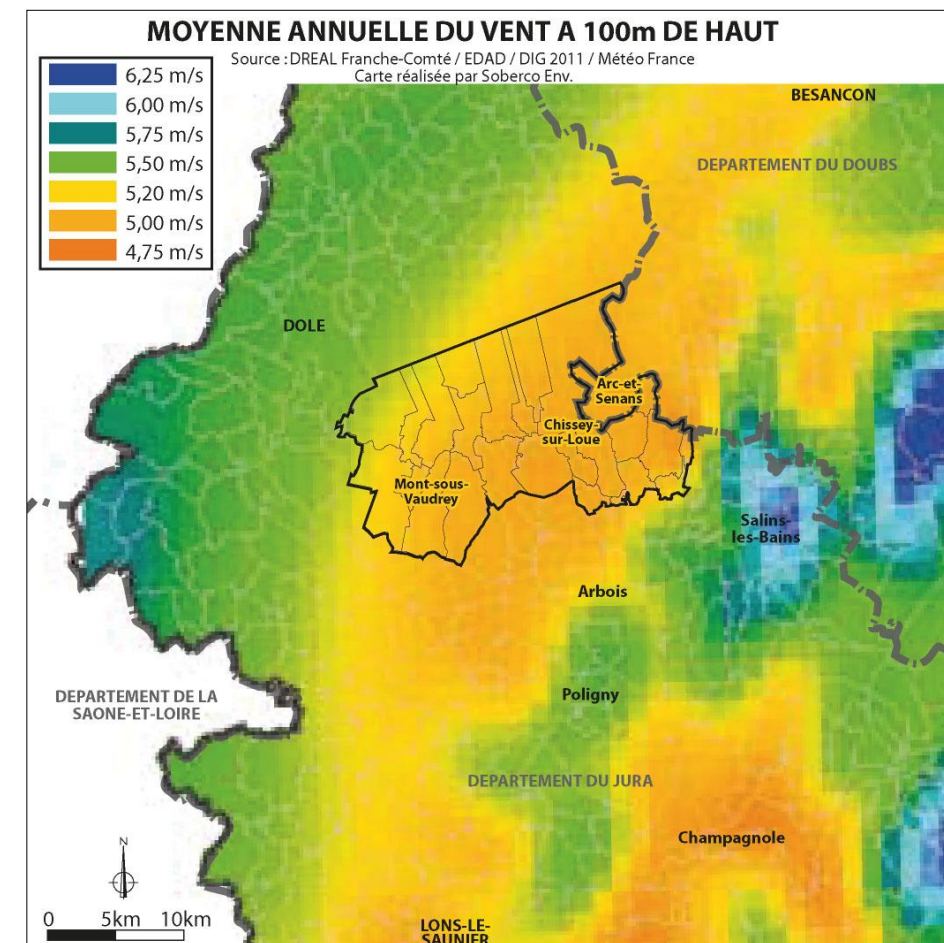 MOYENNE ANNUELLE DU VENT A 100m DE HAUT
Source : DREAL Franche-Comté / EDAD / DIG 2011 / Météo France
Carte réalisée par Soberco Env.
6,25 m/s
6,00 m/s
5,75 m/s
5,50 m/s
5,20 m/s
5,00 m/s
4,75 m/s
BESANCON
DEPARTEMENT DU DOUBS
DOLE
Arc-et-
Senans
Chissey-
sur-Loue
Mont-sous-
Vaudrey
Salins-
les-Bains
Arbois
Poligny
DEPARTEMENT DE LA
SAONE-ET-LOIRE
DEPARTEMENT DU JURA
Champagnole
N
0 5km 10km
LONS-LE-
SAUNIER